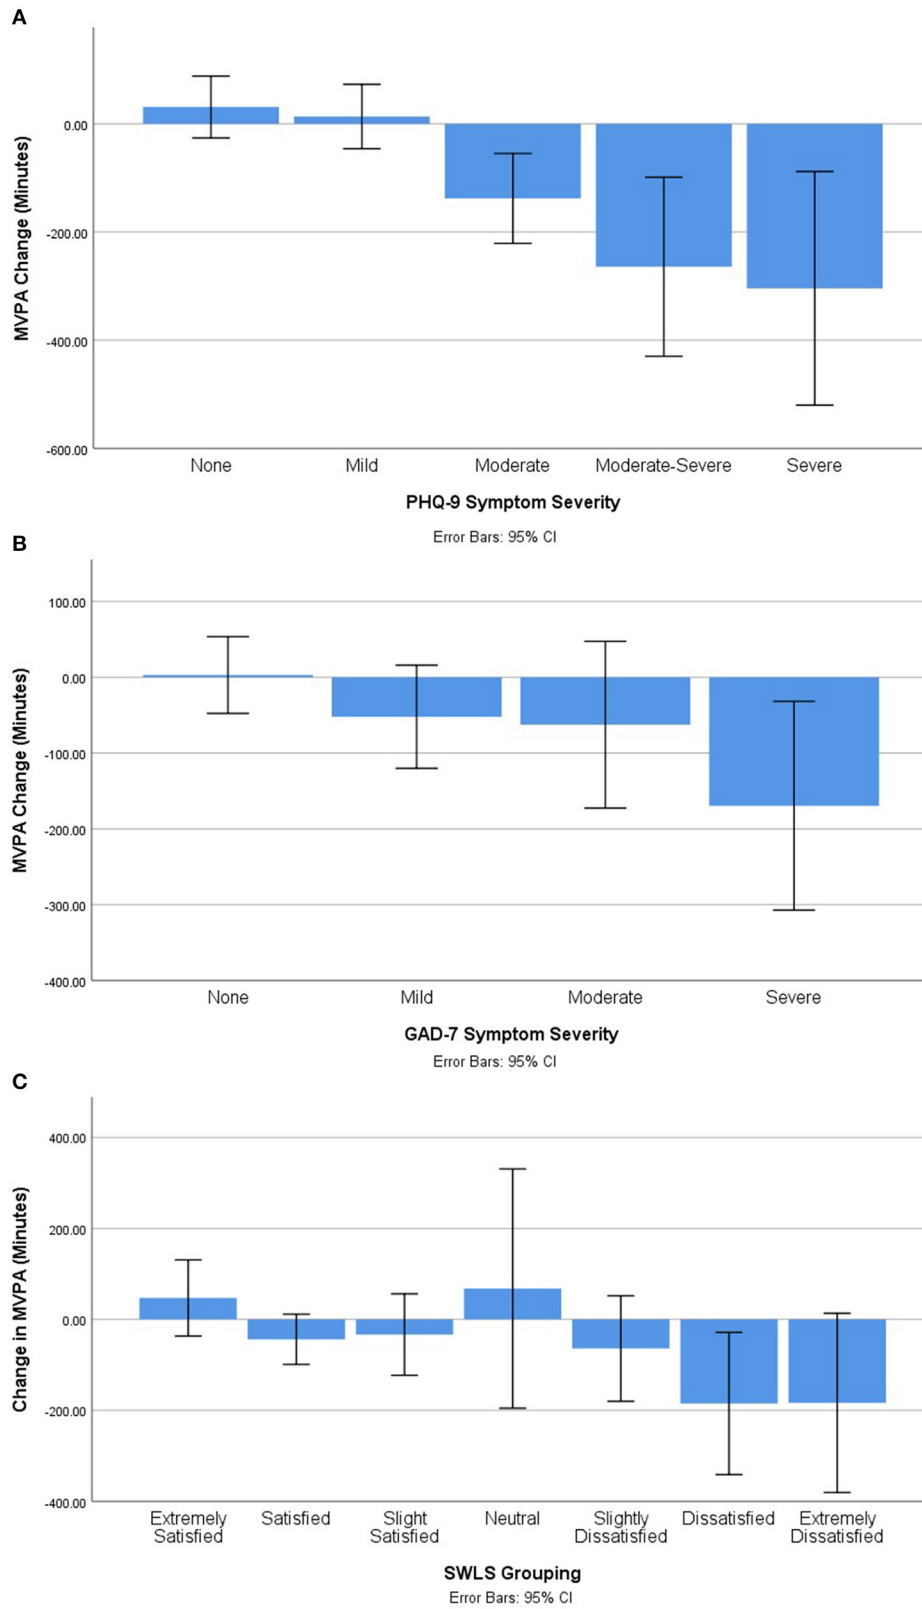 A
MVPA Change (Minutes)
0.00
-200.00
-400.00
-600.00
None Mild Moderate Moderate-Severe Severe
PHQ-9 Symptom Severity
Error Bars: 95% CI
B
MVPA Change (Minutes)
100.00
0.00
-100.00
-200.00
-300.00
-400.00
None Mild Moderate Severe
GAD-7 Symptom Severity
Error Bars: 95% CI
C
Change in MVPA (Minutes)
400.00
200.00
0.00
-200.00
-400.00
Extremely Satisfied Slight Neutral Slightly Dissatisfied Extremely
Satisfied Satisfied Dissatisfied Dissatisfied
SWLS Grouping
Error Bars: 95% CI